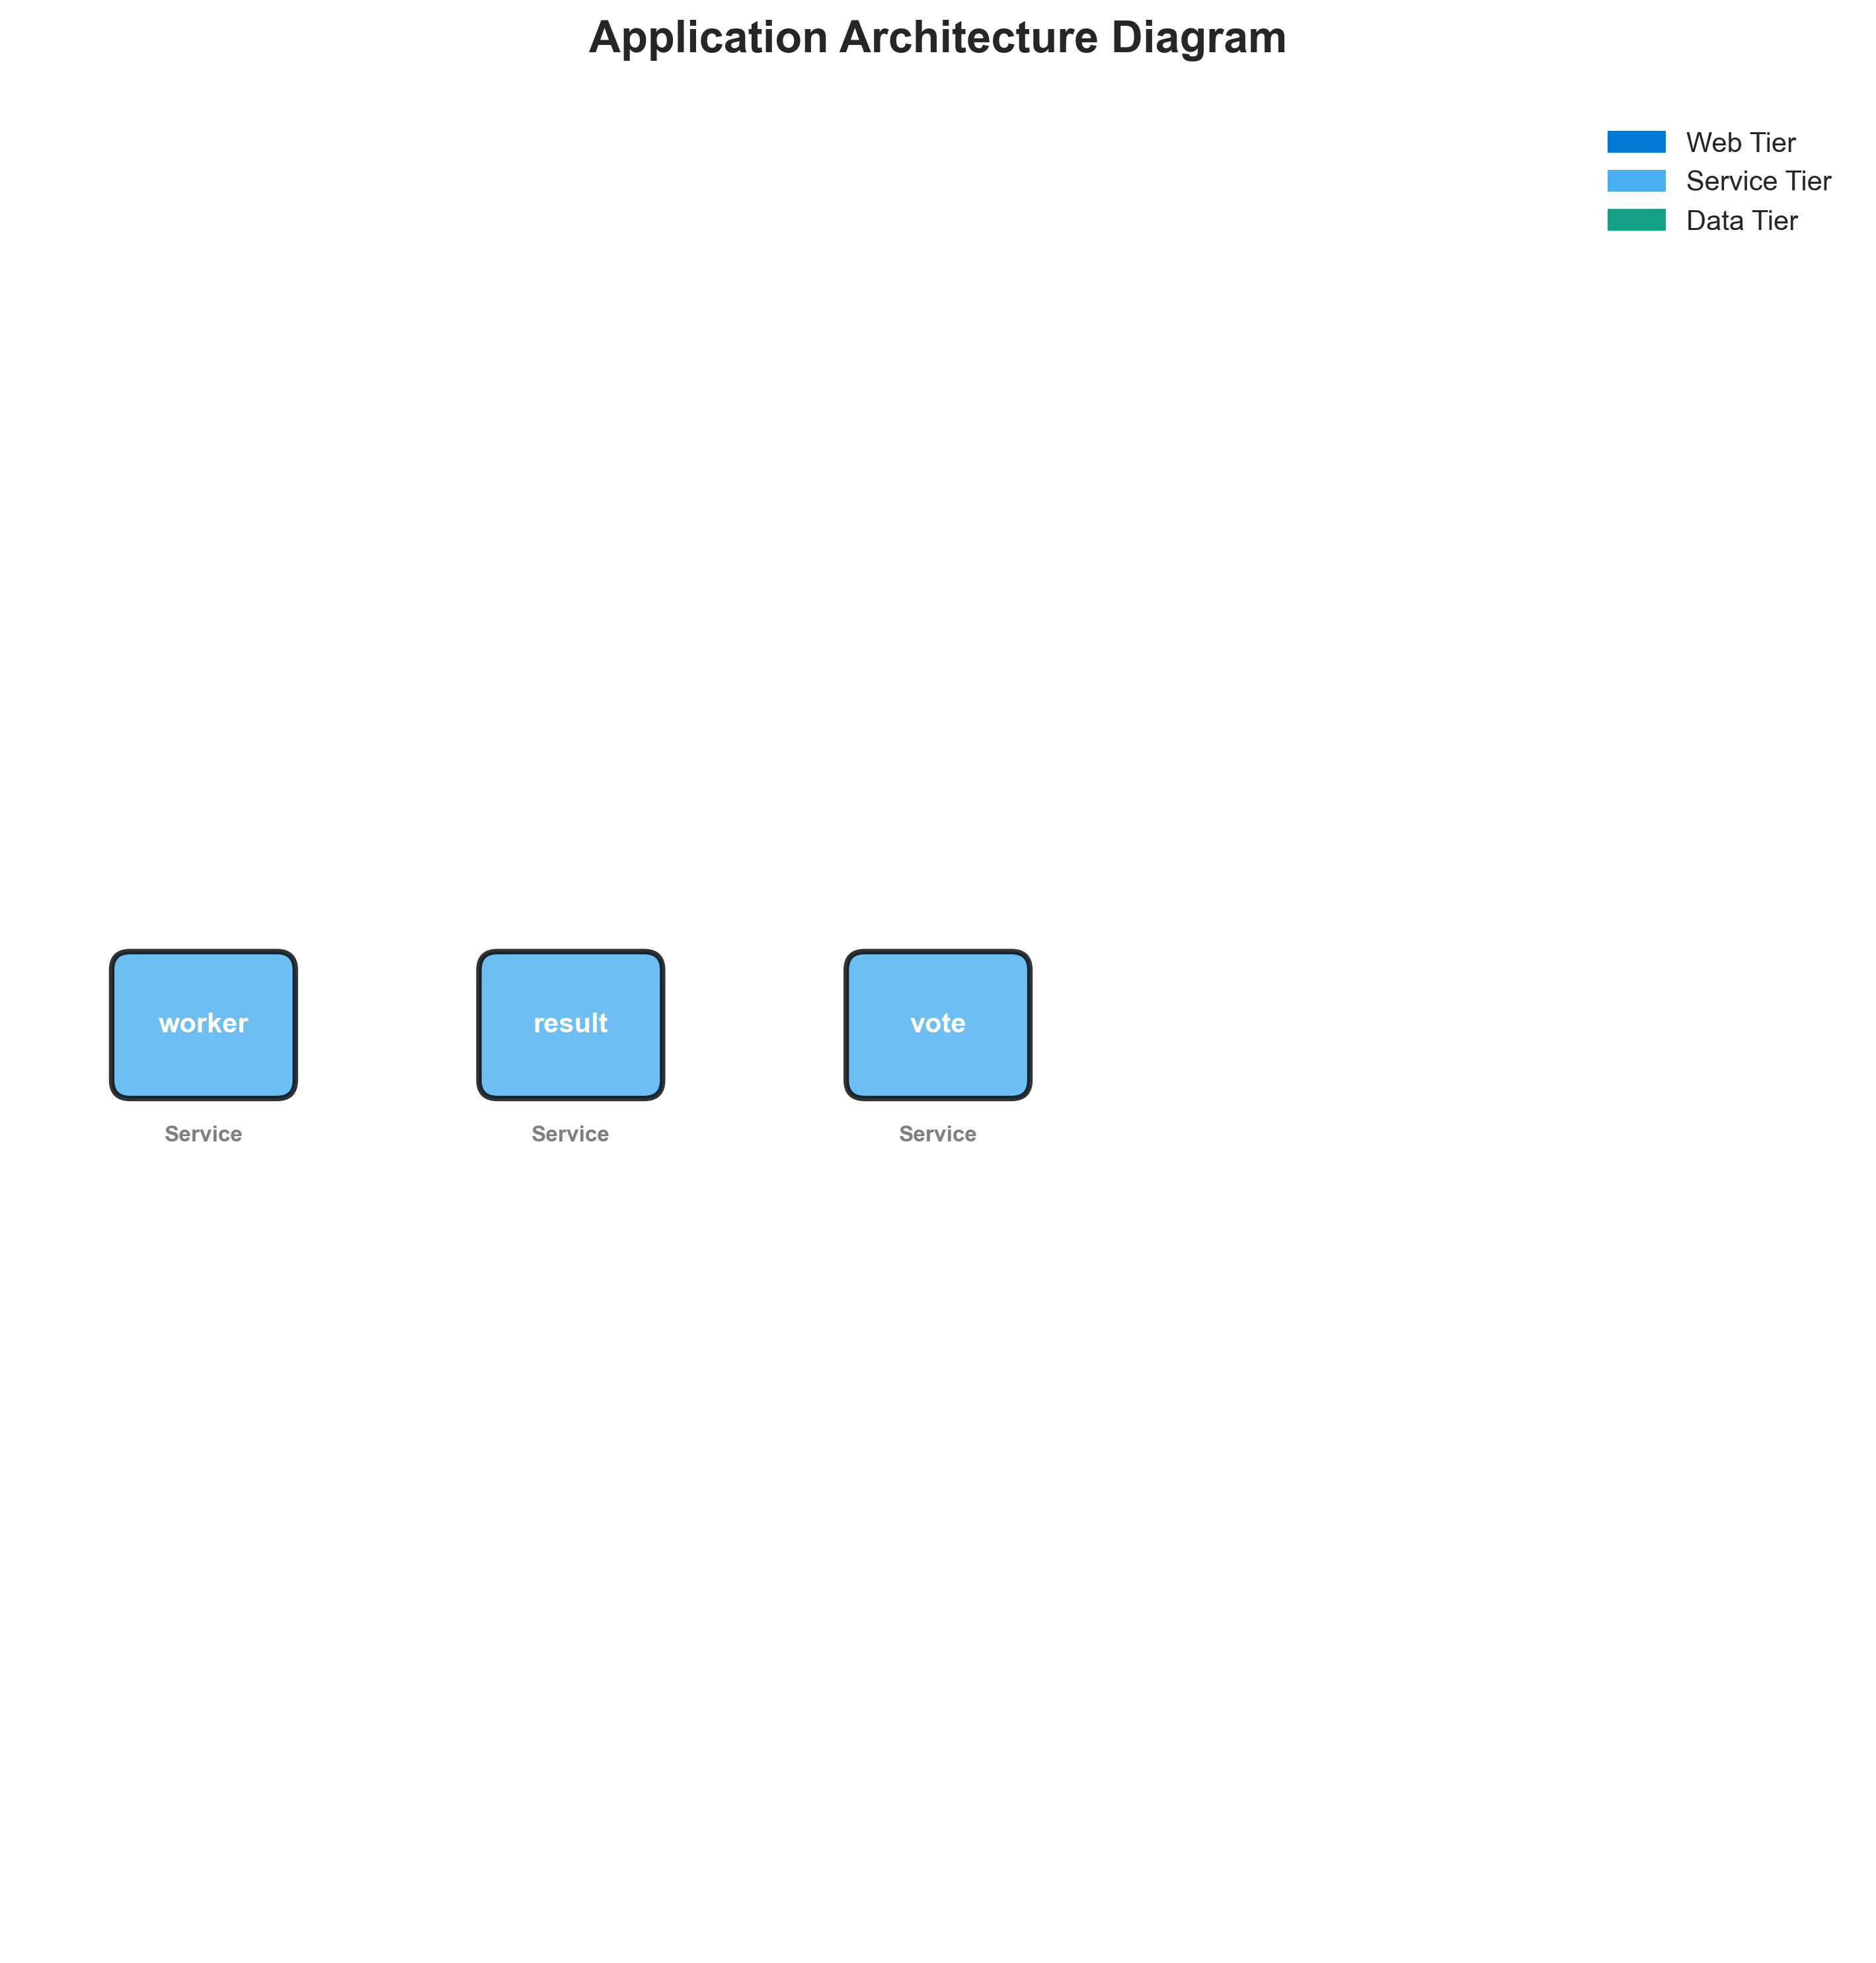 Application Architecture Diagram
Web Tier
Service Tier
Data Tier
worker
result
vote
Service
Service
Service